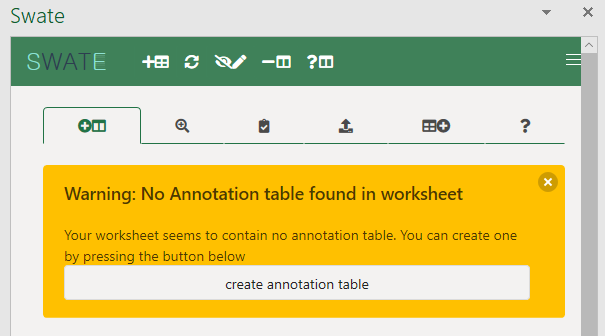 Swate
SWATE
?
?
Warning: No Annotation table found in worksheet
Your worksheet seems to contain no annotation table. You can create one
by pressing the button below
create annotation table